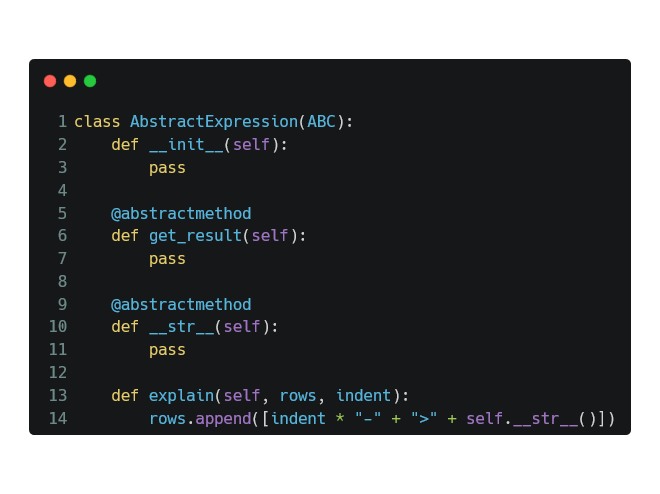 1 class AbstractExpression(ABC):
2     def __init__(self):
3         pass
4
5     @abstractmethod
6     def get_result(self):
7         pass
8
9     @abstractmethod
10     def __str__(self):
11         pass
12
13     def explain(self, rows, indent):
14         rows.append([indent * "-" + ">" + self.__str__()])